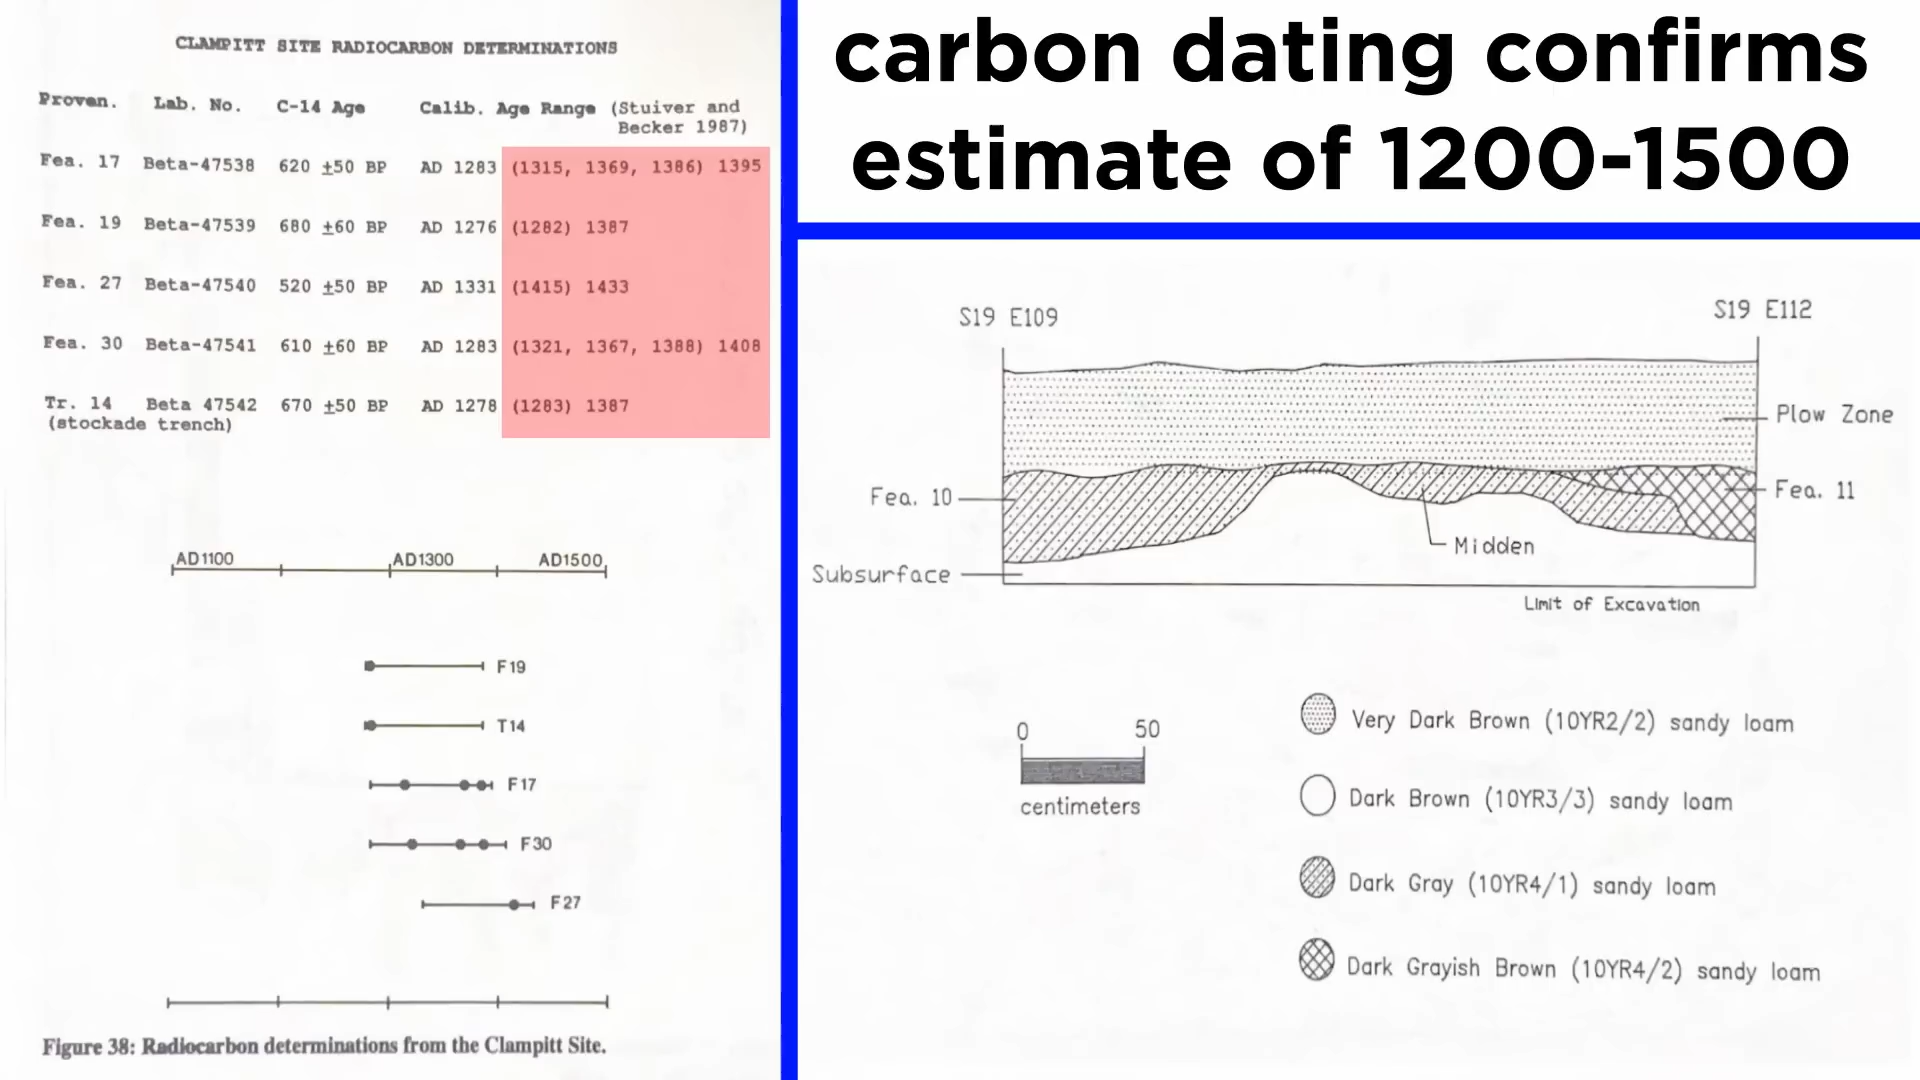 CLAMPITT SITE RADIOCARBON DETERMINATIONS
Proven. Lab. No. C-14 Age Calib. Age Range (Stuiver and
Becker 1987)
Fea. 17 Beta-47538 620 ±50 BP AD 1283 (1315, 1369, 1386) 1395
Fea. 19 Beta-47539 680 ±60 BP AD 1276 (1282) 1387
Fea. 27 Beta-47540 520 ±50 BP AD 1331 (1415) 1433
Fea. 30 Beta-47541 610 ±60 BP AD 1283 (1321, 1367, 1388) 1408
Tr. 14 Beta 47542 670 ±50 BP AD 1278 (1283) 1387
(stockade trench)
AD1100 AD1300 AD1500
F19
T14
F17
F30
F27
Figure 38: Radiocarbon determinations from the Clampitt Site.
carbon dating confirms
estimate of 1200-1500
S19 E109 S19 E112
Plow Zone
Fea. 10 Fea. 11
Midden
Subsurface
Limit of Excavation
0 50
centimeters
Very Dark Brown (10YR2/2) sandy loam
Dark Brown (10YR3/3) sandy loam
Dark Gray (10YR4/1) sandy loam
Dark Grayish Brown (10YR4/2) sandy loam